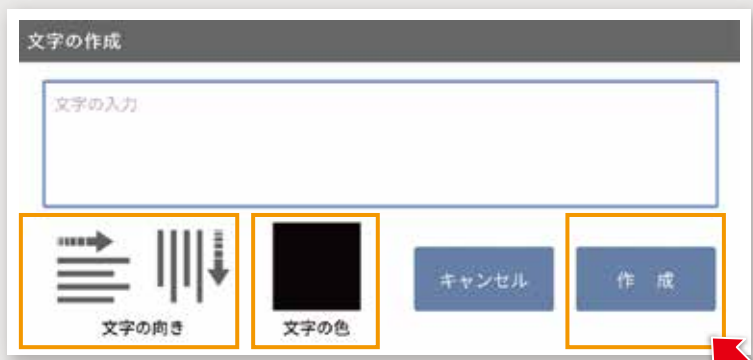 文字の作成
文字の入力
文字の向き
文字の色
キャンセル
作 成